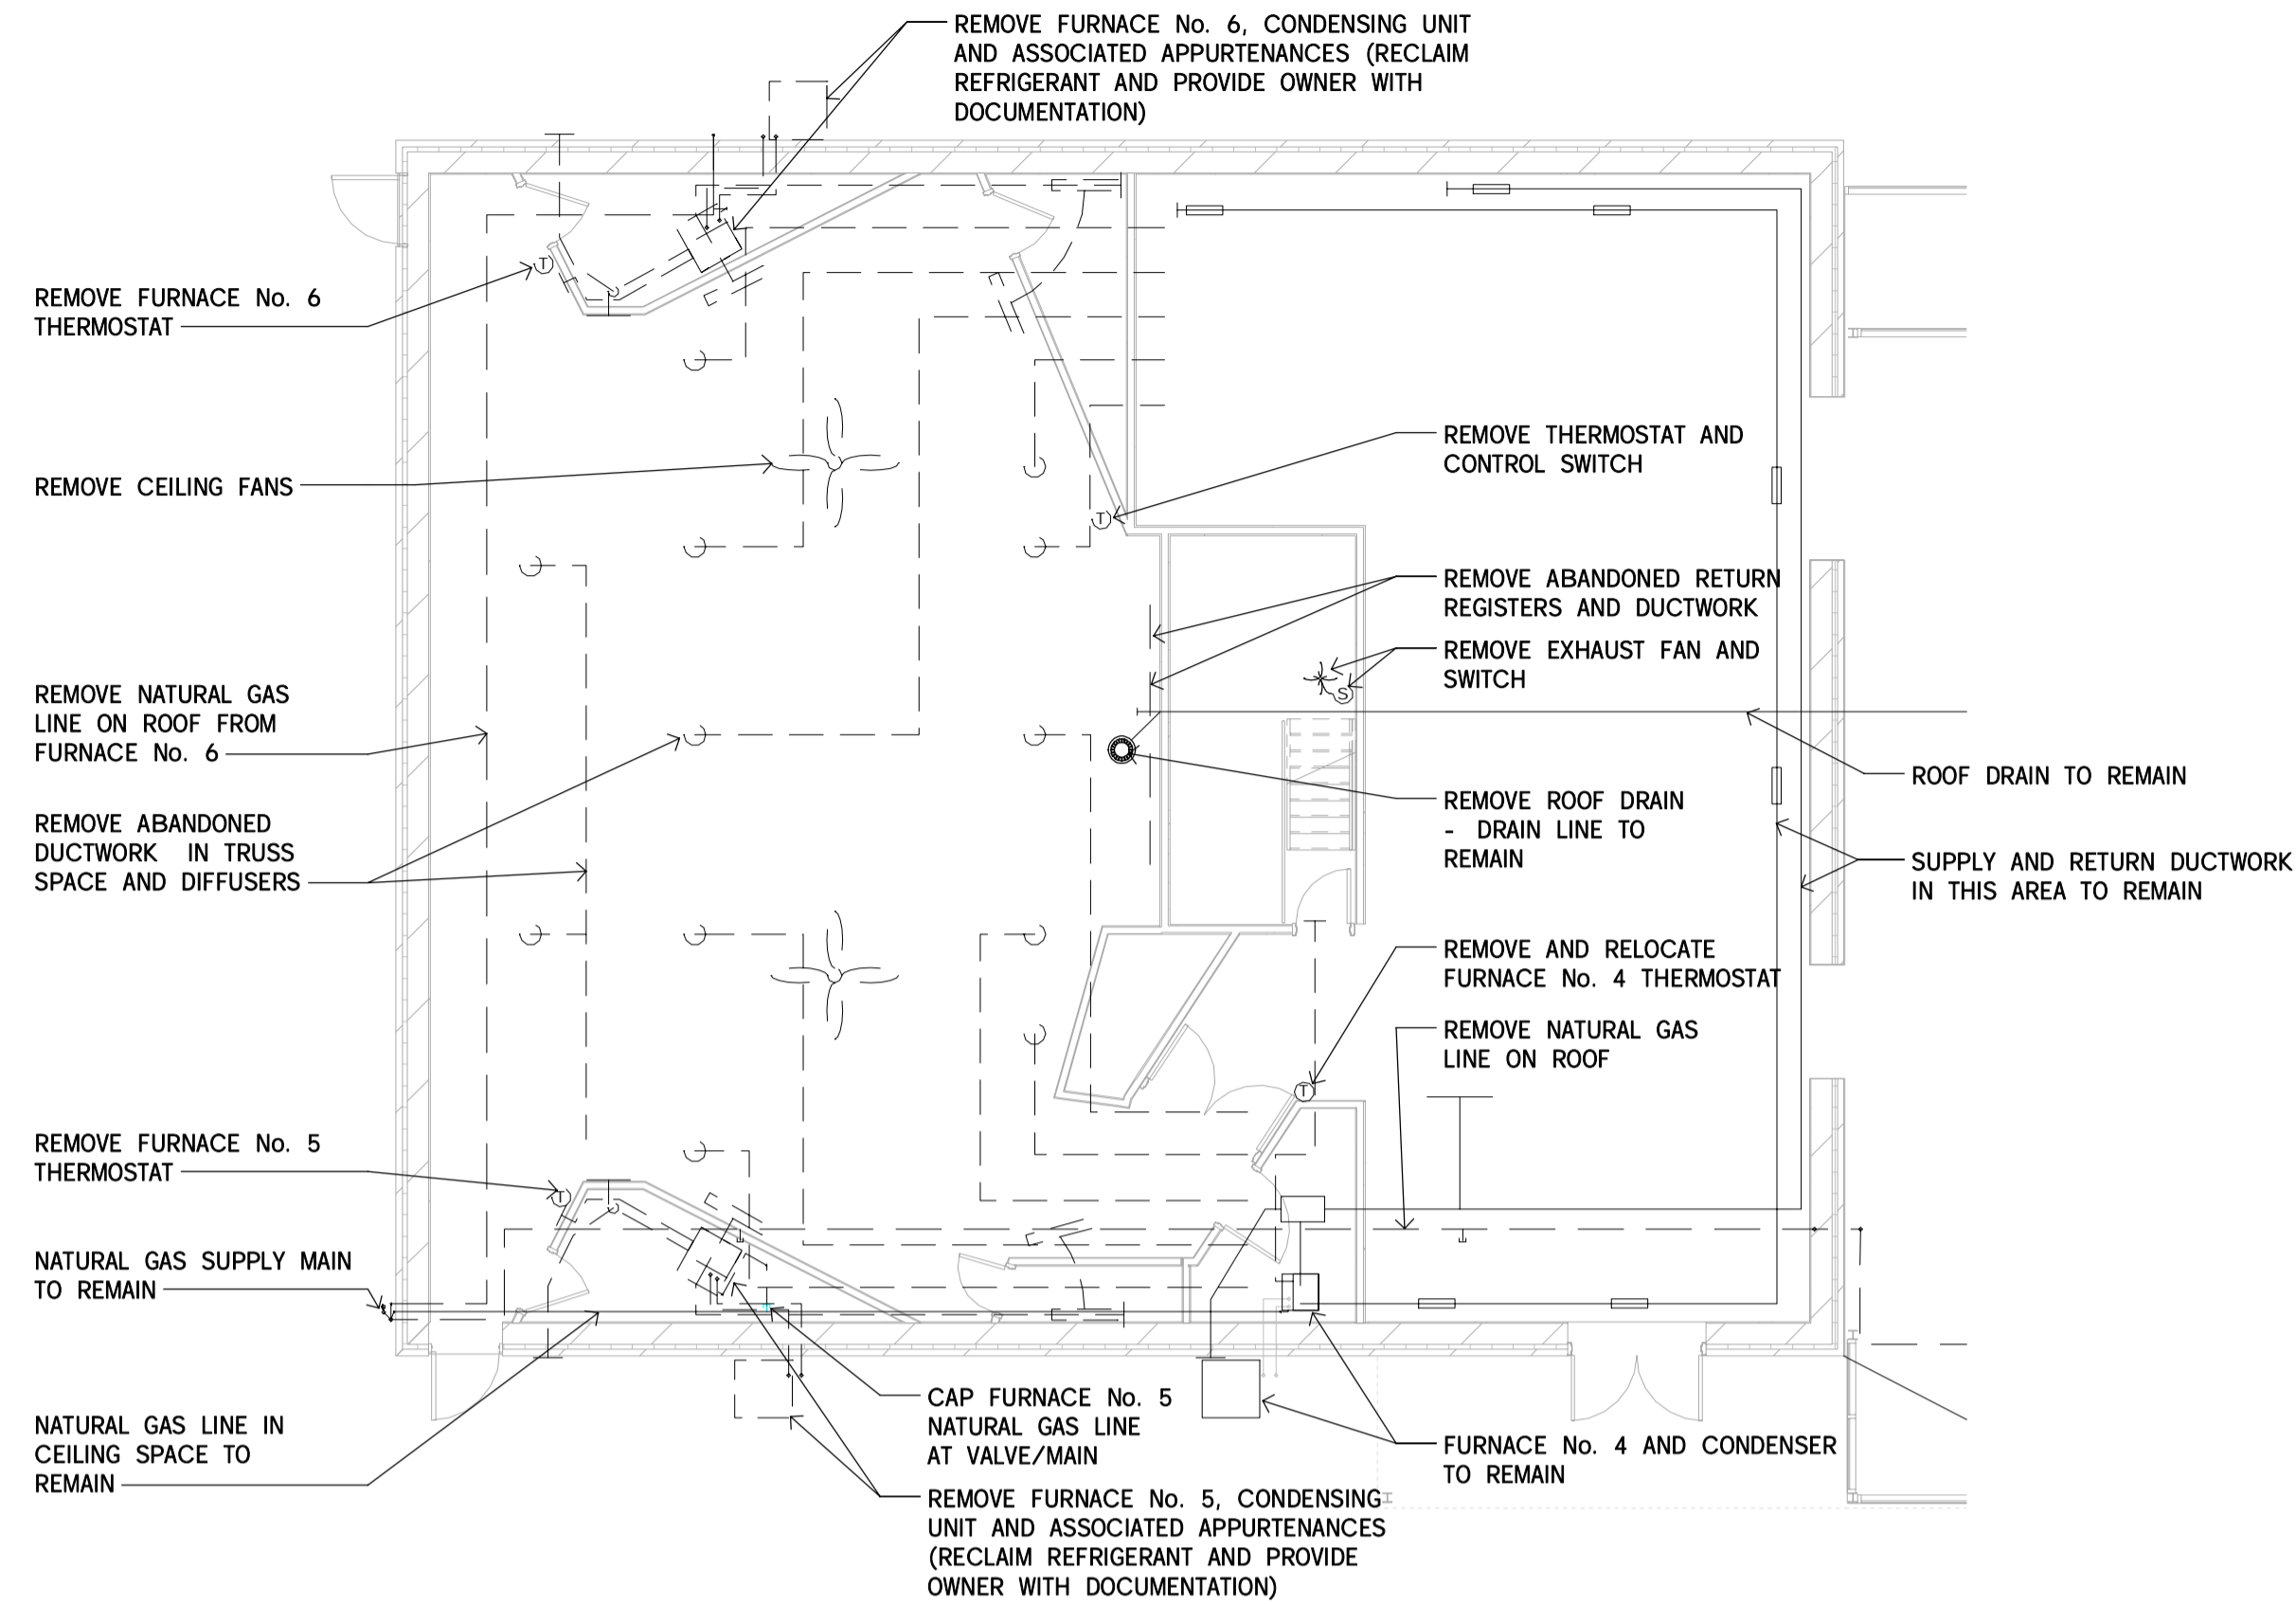 REMOVE FURNACE No. 6, CONDENSING UNIT
AND ASSOCIATED APPURTENANCES (RECLAIM
REFRIGERANT AND PROVIDE OWNER WITH
DOCUMENTATION)
REMOVE FURNACE No. 6
THERMOSTAT
T
REMOVE CEILING FANS
REMOVE NATURAL GAS
LINE ON ROOF FROM
FURNACE No. 6
REMOVE ABANDONED
DUCTWORK IN TRUSS
SPACE AND DIFFUSERS
REMOVE FURNACE No. 5
THERMOSTAT
T
NATURAL GAS SUPPLY MAIN
TO REMAIN
NATURAL GAS LINE IN
CEILING SPACE TO
REMAIN
REMOVE THERMOSTAT AND
CONTROL SWITCH
T
REMOVE ABANDONED RETURN
REGISTERS AND DUCTWORK
REMOVE EXHAUST FAN AND
SWITCH
S
REMOVE ROOF DRAIN
- DRAIN LINE TO
REMAIN
REMOVE AND RELOCATE
FURNACE No. 4 THERMOSTAT
T
REMOVE NATURAL GAS
LINE ON ROOF
ROOF DRAIN TO REMAIN
SUPPLY AND RETURN DUCTWORK
IN THIS AREA TO REMAIN
CAP FURNACE No. 5
NATURAL GAS LINE
AT VALVE/MAIN
FURNACE No. 4 AND CONDENSER
TO REMAIN
REMOVE FURNACE No. 5, CONDENSING
UNIT AND ASSOCIATED APPURTENANCES
(RECLAIM REFRIGERANT AND PROVIDE
OWNER WITH DOCUMENTATION)